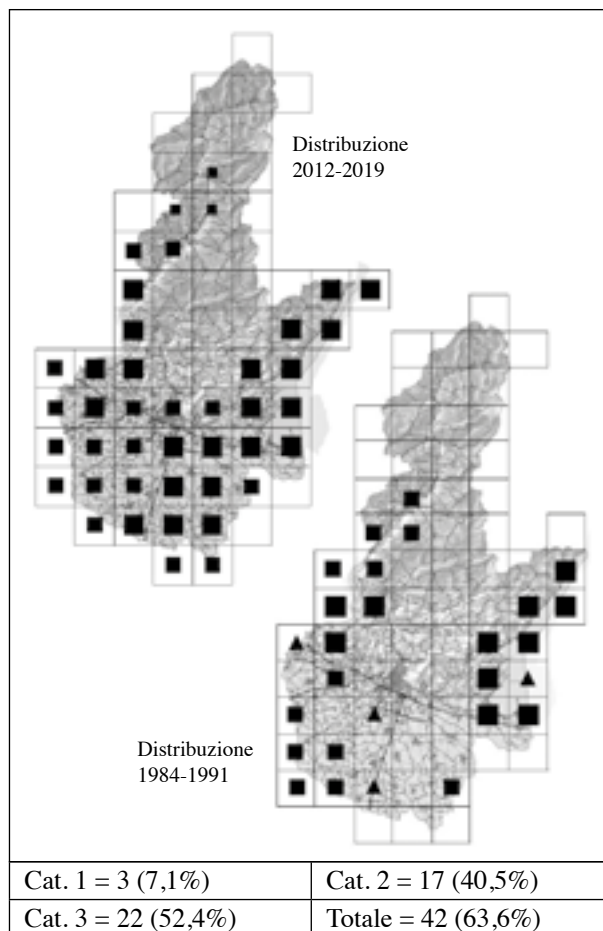 Distribuzione
2012-2019
Distribuzione
1984-1991
Cat. 1 = 3 (7,1%)
Cat. 2 = 17 (40,5%)
Cat. 3 = 22 (52,4%)
Totale = 42 (63,6%)